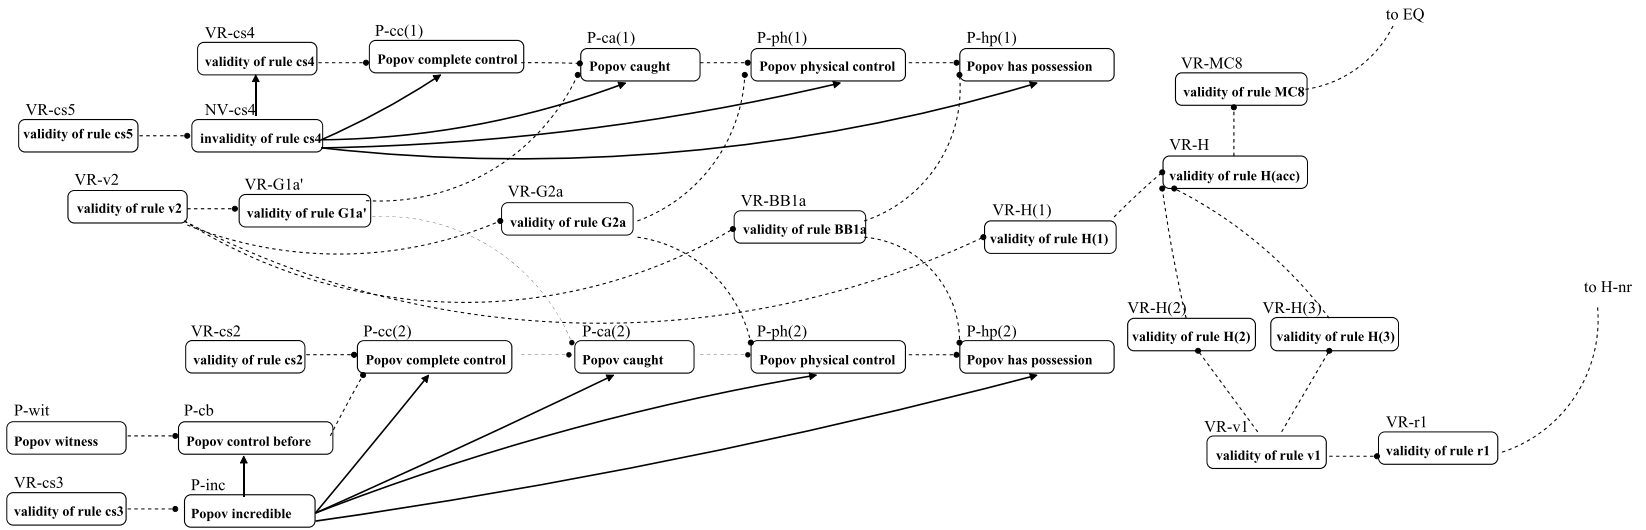 to EQ
VR-cs4
P-cc(1)
P-ca(1)
P-ph(1)
P-hp(1)
validity of rule cs4
Popov complete control
Popov caught
Popov physical control
Popov has possession
VR-MC8
validity of rule MC8
VR-cs5
NV-cs4
validity of rule cs5
invalidity of rule cs4
VR-H
validity of rule H(acc)
VR-v2
VR-G1a'
VR-G2a
VR-BB1a
VR-H(1)
validity of rule v2
validity of rule G1a'
validity of rule G2a
validity of rule BB1a
validity of rule H(1)
to H-nr
VR-H(2)
VR-H(3)
validity of rule H(2)
validity of rule H(3)
VR-cs2
P-cc(2)
P-ca(2)
P-ph(2)
P-hp(2)
validity of rule cs2
Popov complete control
Popov caught
Popov physical control
Popov has possession
P-wit
P-cb
Popov witness
Popov control before
VR-v1
VR-r1
validity of rule v1
validity of rule r1
VR-cs3
P-inc
validity of rule cs3
Popov incredible